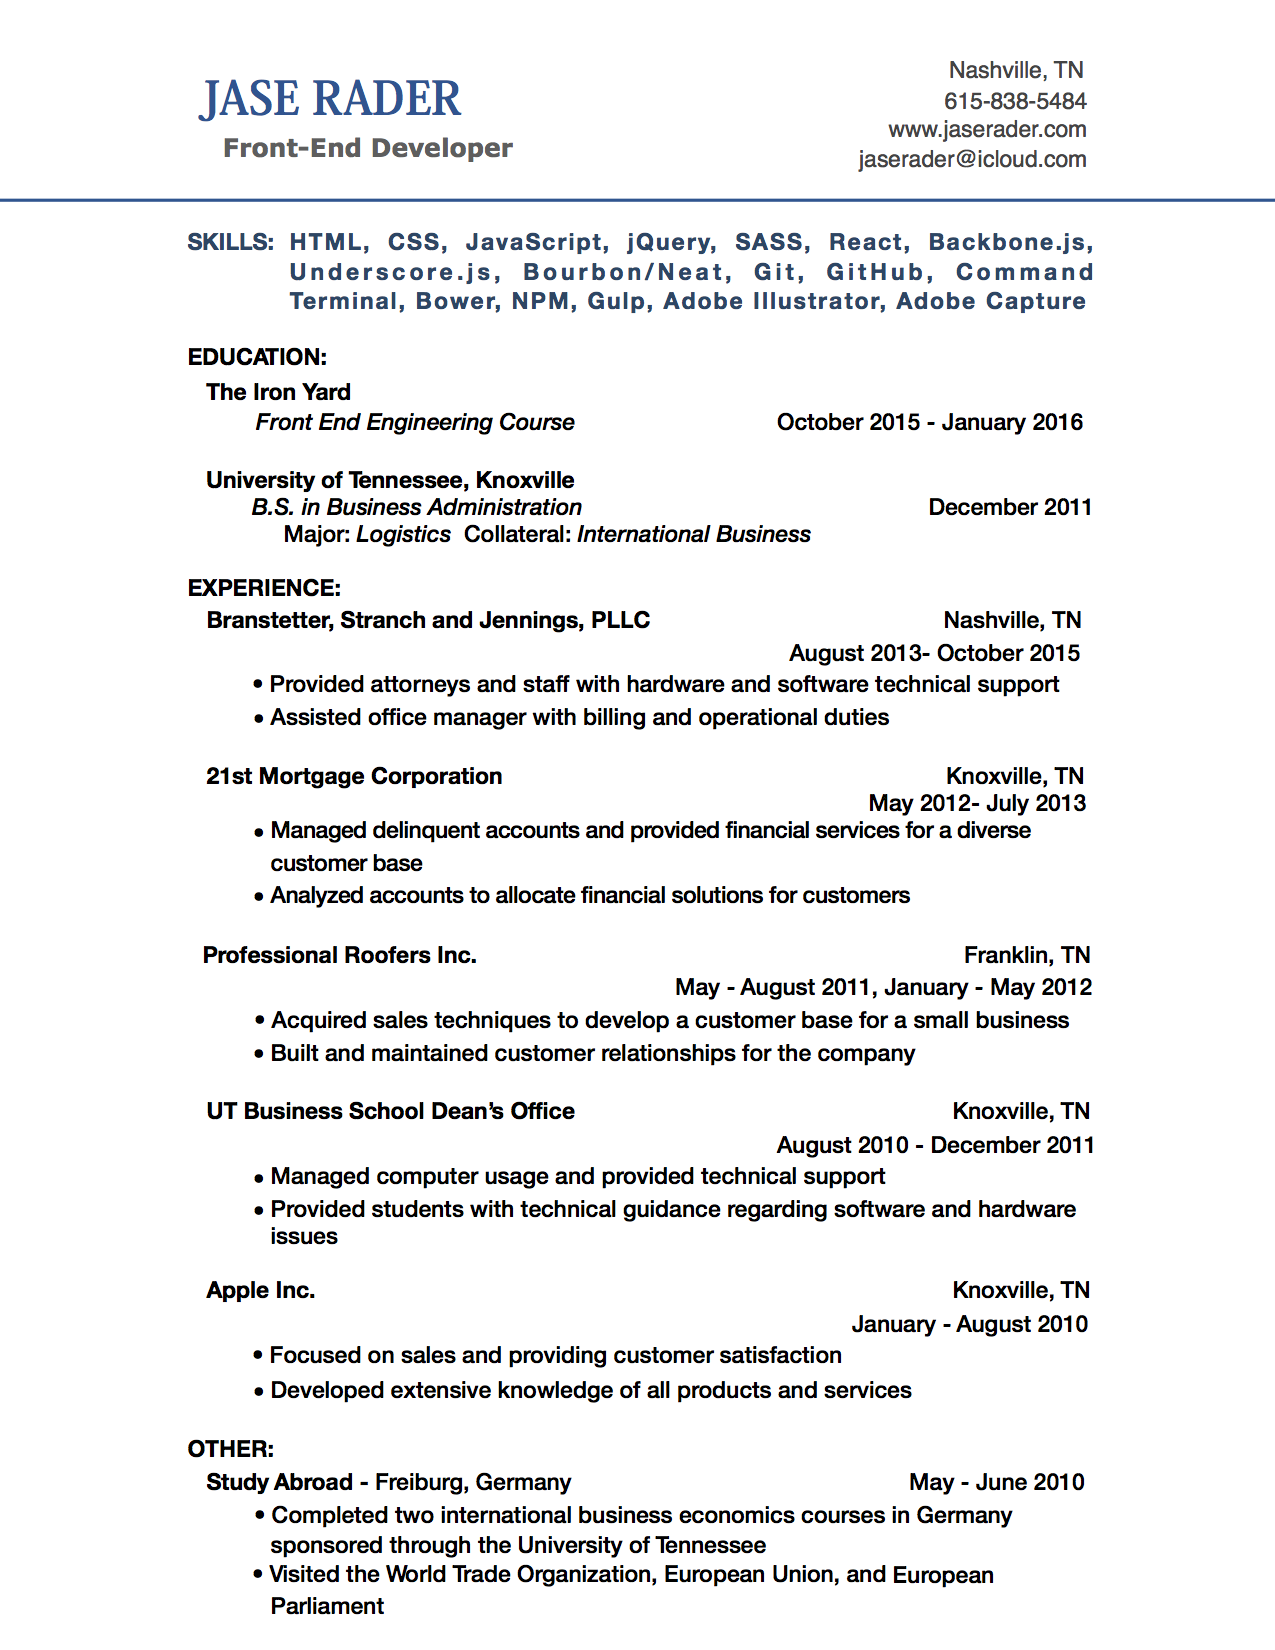 JASE RADER
Front-End Developer
Nashville, TN
615-838-5484
www.jaserader.com
jaserader@icloud.com
SKILLS: HTML, CSS, JavaScript, jQuery, SASS, React, Backbone.js,
Underscore.js, Bourbon/Neat, Git, GitHub, Command
Terminal, Bower, NPM, Gulp, Adobe Illustrator, Adobe Capture
EDUCATION:
The Iron Yard
Front End Engineering Course October 2015 - January 2016
University of Tennessee, Knoxville
B.S. in Business Administration December 2011
Major: Logistics Collateral: International Business
EXPERIENCE:
Branstetter, Stranch and Jennings, PLLC Nashville, TN
August 2013- October 2015
• Provided attorneys and staff with hardware and software technical support
• Assisted office manager with billing and operational duties
21st Mortgage Corporation Knoxville, TN
May 2012- July 2013
• Managed delinquent accounts and provided financial services for a diverse
customer base
• Analyzed accounts to allocate financial solutions for customers
Professional Roofers Inc. Franklin, TN
May - August 2011, January - May 2012
• Acquired sales techniques to develop a customer base for a small business
• Built and maintained customer relationships for the company
UT Business School Dean’s Office Knoxville, TN
August 2010 - December 2011
• Managed computer usage and provided technical support
• Provided students with technical guidance regarding software and hardware
issues
Apple Inc. Knoxville, TN
January - August 2010
• Focused on sales and providing customer satisfaction
• Developed extensive knowledge of all products and services
OTHER:
Study Abroad - Freiburg, Germany May - June 2010
• Completed two international business economics courses in Germany
sponsored through the University of Tennessee
• Visited the World Trade Organization, European Union, and European
Parliament